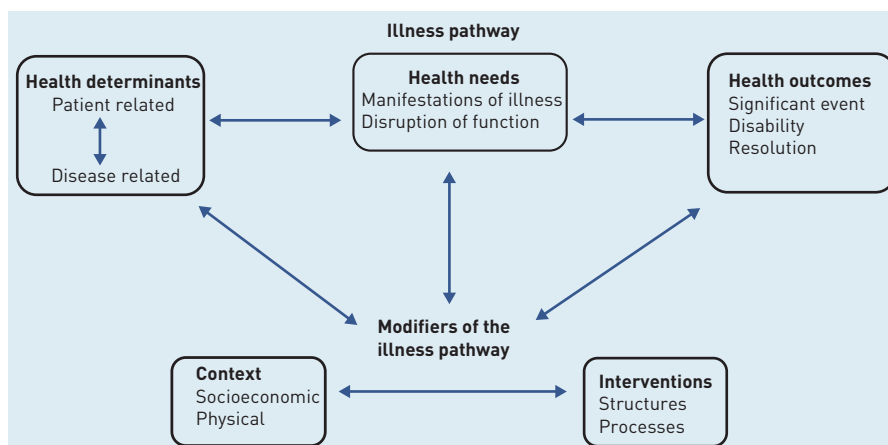 Illness pathway
Health determinants
Patient related
Disease related
Health needs
Manifestations of illness
Disruption of function
Health outcomes
Significant event
Disability
Resolution
Modifiers of the
illness pathway
Context
Socioeconomic
Physical
Interventions
Structures
Processes